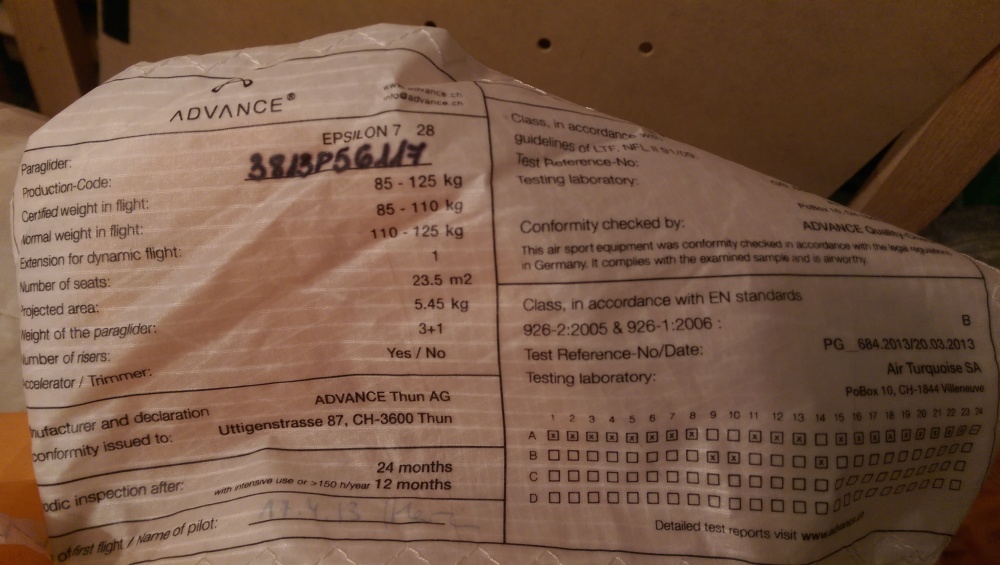 ADVANCE®
info@advance.ch
Paraglider: EPSILON 7 28
Production-Code: 3813P56117
Certified weight in flight: 85 - 125 kg
Normal weight in flight: 85 - 110 kg
Extension for dynamic flight: 110 - 125 kg
Number of seats: 1
Projected area: 23.5 m2
Weight of the paraglider: 5.45 kg
Number of risers: 3+1
Accelerator / Trimmer: Yes / No
nufacturer and declaration ADVANCE Thun AG
conformity issued to: Uttigenstrasse 87, CH-3600 Thun
odic inspection after: 24 months
with intensive use or >150 h/year 12 months
of first flight / Name of pilot:
Class, in accordance
guidelines of LTF, NFL II 91/09
Test Reference-No:
Testing laboratory:
Conformity checked by: ADVANCE Quality
This air sport equipment was conformity checked in accordance with the legal regulations
in Germany. It complies with the examined sample and is airworthy.
Class, in accordance with EN standards
926-2:2005 & 926-1:2006 : B
Test Reference-No/Date: PG_684.2013/20.03.2013
Testing laboratory: Air Turquoise SA
PoBox 10, CH-1844 Villeneuve
1 2 3 4 5 6 7 8 9 10 11 12 13 14 15 16 17 18 19 20 21 22 23 24
A
B
C
D
Detailed test reports visit www.advance.ch